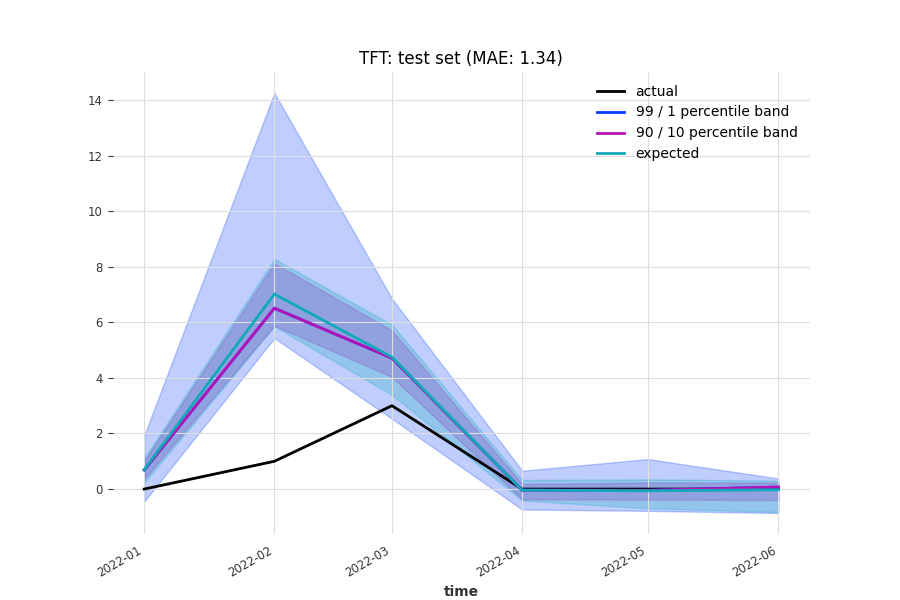 TFT: test set (MAE: 1.34)
actual
99 / 1 percentile band
90 / 10 percentile band
expected
14
12
10
8
6
4
2
0
2022-01
2022-02
2022-03
2022-04
2022-05
2022-06
time